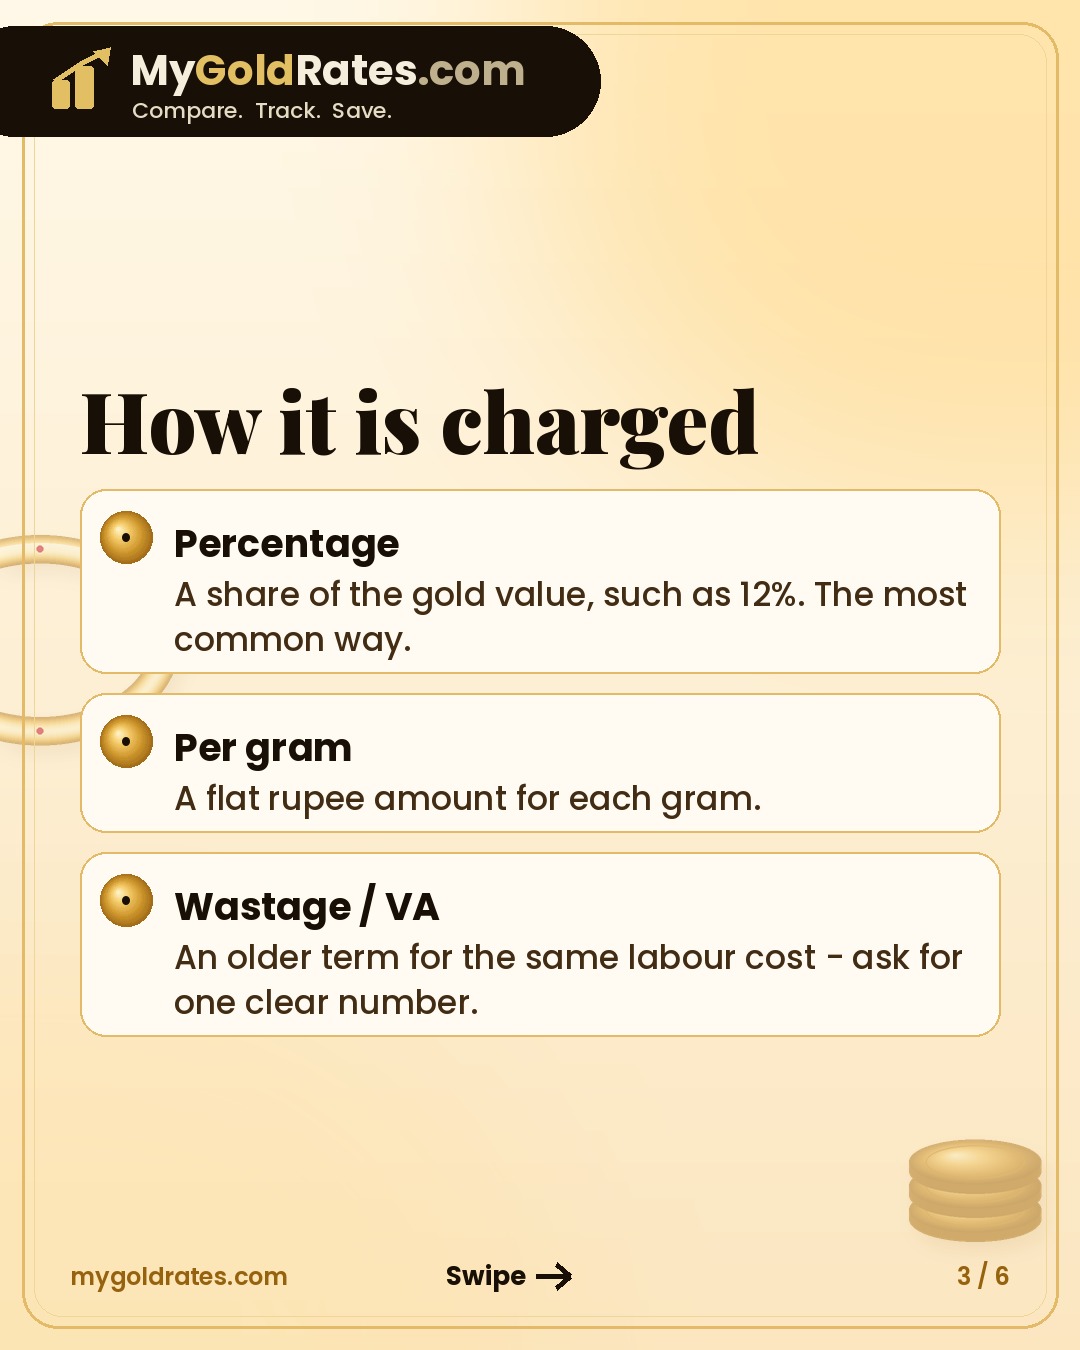 MyGoldRates.com
Compare. Track. Save.
How it is charged
Percentage
A share of the gold value, such as 12%. The most
common way.
Per gram
A flat rupee amount for each gram.
Wastage / VA
An older term for the same labour cost - ask for
one clear number.
mygoldrates.com
Swipe →
3 / 6